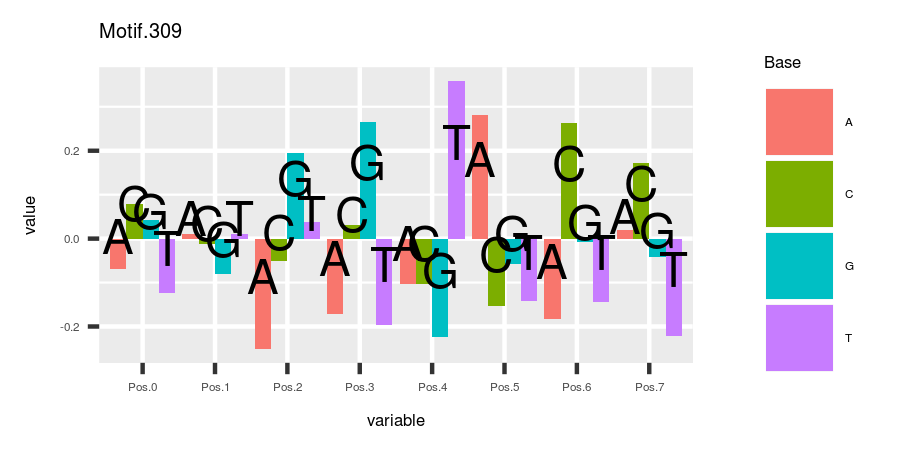 Motif.309
Base
A
C
G
T
value
0.2
0.0
-0.2
A C G T A C G T A C G T A C G T A C G T A C G T A C G T A C G T
Pos.0 Pos.1 Pos.2 Pos.3 Pos.4 Pos.5 Pos.6 Pos.7
variable